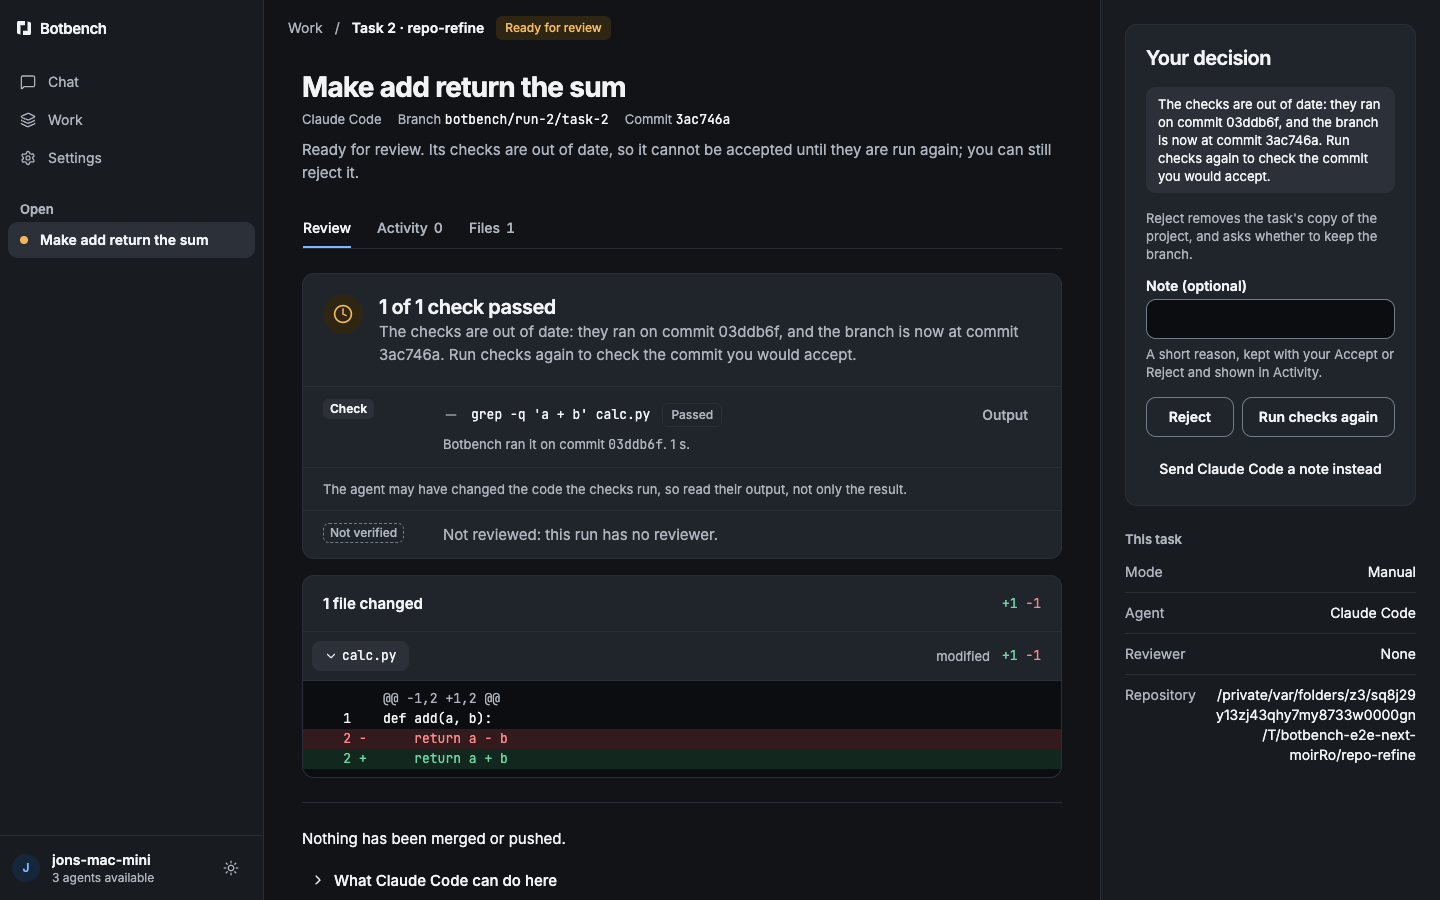 Botbench
Chat
Work
Settings
Open
Make add return the sum
jons-mac-mini
J
3 agents available
Work / Task 2 · repo-refine Ready for review
Make add return the sum
Claude Code Branch botbench/run-2/task-2 Commit 3ac746a
Ready for review. Its checks are out of date, so it cannot be accepted until they are run again; you can still
reject it.
Review Activity 0 Files 1
1 of 1 check passed
The checks are out of date: they ran on commit 03ddb6f, and the branch is now at commit
3ac746a. Run checks again to check the commit you would accept.
Check — grep -q 'a + b' calc.py Passed Output
Botbench ran it on commit 03ddb6f. 1 s.
The agent may have changed the code the checks run, so read their output, not only the result.
Not verified Not reviewed: this run has no reviewer.
1 file changed +1 -1
calc.py modified +1 -1
@@ -1,2 +1,2 @@
1 def add(a, b):
2 - return a - b
2 + return a + b
Nothing has been merged or pushed.
What Claude Code can do here
Your decision
The checks are out of date: they ran
on commit 03ddb6f, and the branch
is now at commit 3ac746a. Run
checks again to check the commit
you would accept.
Reject removes the task's copy of the
project, and asks whether to keep the
branch.
Note (optional)
A short reason, kept with your Accept or
Reject and shown in Activity.
Reject Run checks again
Send Claude Code a note instead
This task
Mode Manual
Agent Claude Code
Reviewer None
Repository /private/var/folders/z3/sq8j29
y13zj43qhy7my8733w0000gn
/T/botbench-e2e-next-
moirRo/repo-refine